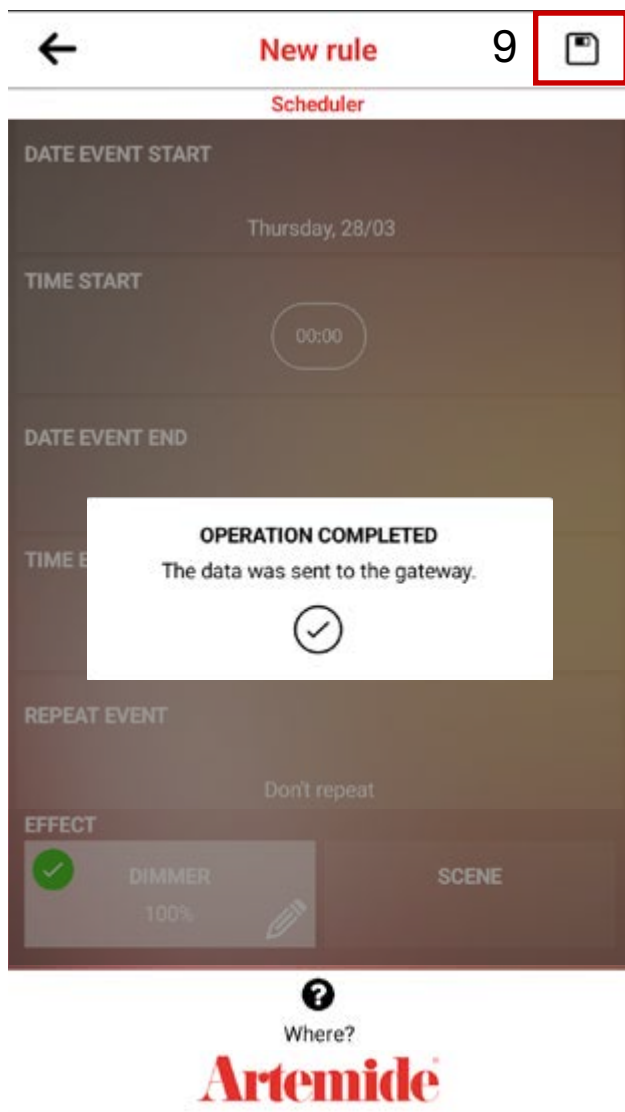 New rule 9
Scheduler
DATE EVENT START
Thursday, 28/03
TIME START
00:00
DATE EVENT END
OPERATION COMPLETED
TIME E
The data was sent to the gateway.
REPEAT EVENT
Don't repeat
EFFECT
DIMMER
100%
SCENE
Where?
Artemide